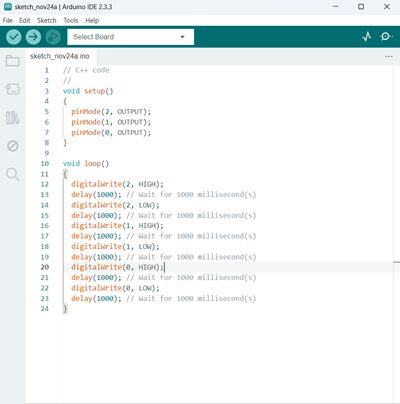 sketch_nov24a | Arduino IDE 2.3.3
File Edit Sketch Tools Help
Select Board
sketch_nov24a.ino
1 // C++ code
2 //
3 void setup()
4 {
5 pinMode(2, OUTPUT);
6 pinMode(1, OUTPUT);
7 pinMode(0, OUTPUT);
8 }
9
10 void loop()
11 {
12 digitalWrite(2, HIGH);
13 delay(1000); // Wait for 1000 millisecond(s)
14 digitalWrite(2, LOW);
15 delay(1000); // Wait for 1000 millisecond(s)
16 digitalWrite(1, HIGH);
17 delay(1000); // Wait for 1000 millisecond(s)
18 digitalWrite(1, LOW);
19 delay(1000); // Wait for 1000 millisecond(s)
20 digitalWrite(0, HIGH);
21 delay(1000); // Wait for 1000 millisecond(s)
22 digitalWrite(0, LOW);
23 delay(1000); // Wait for 1000 millisecond(s)
24 }